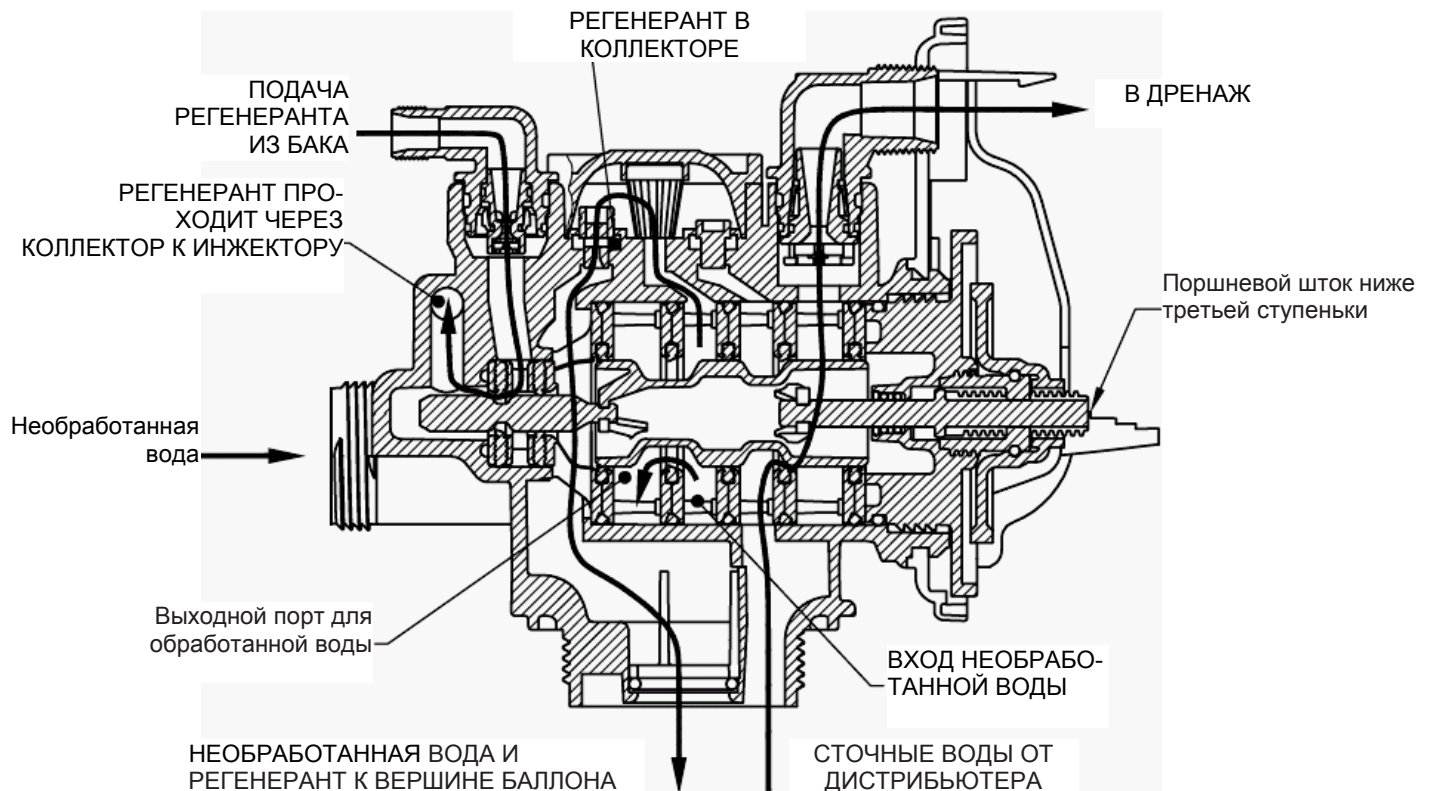 РЕГЕНЕРАНТ В
КОЛЛЕКТОРЕ
ПОДАЧА
РЕГЕНЕРАНТА
ИЗ БАКА
В ДРЕНАЖ
РЕГЕНЕРАНТ ПРО-
ХОДИТ ЧЕРЕЗ
КОЛЛЕКТОР К ИНЖЕКТОРУ
Поршневой шток ниже
третьей ступеньки
Необработанная
вода
Выходной порт для
обработанной воды
ВХОД НЕОБРАБО-
ТАННОЙ ВОДЫ
НЕОБРАБОТАННАЯ ВОДА И
РЕГЕНЕРАНТ К ВЕРШИНЕ БАЛЛОНА
СТОЧНЫЕ ВОДЫ ОТ
ДИСТРИБЬЮТЕРА